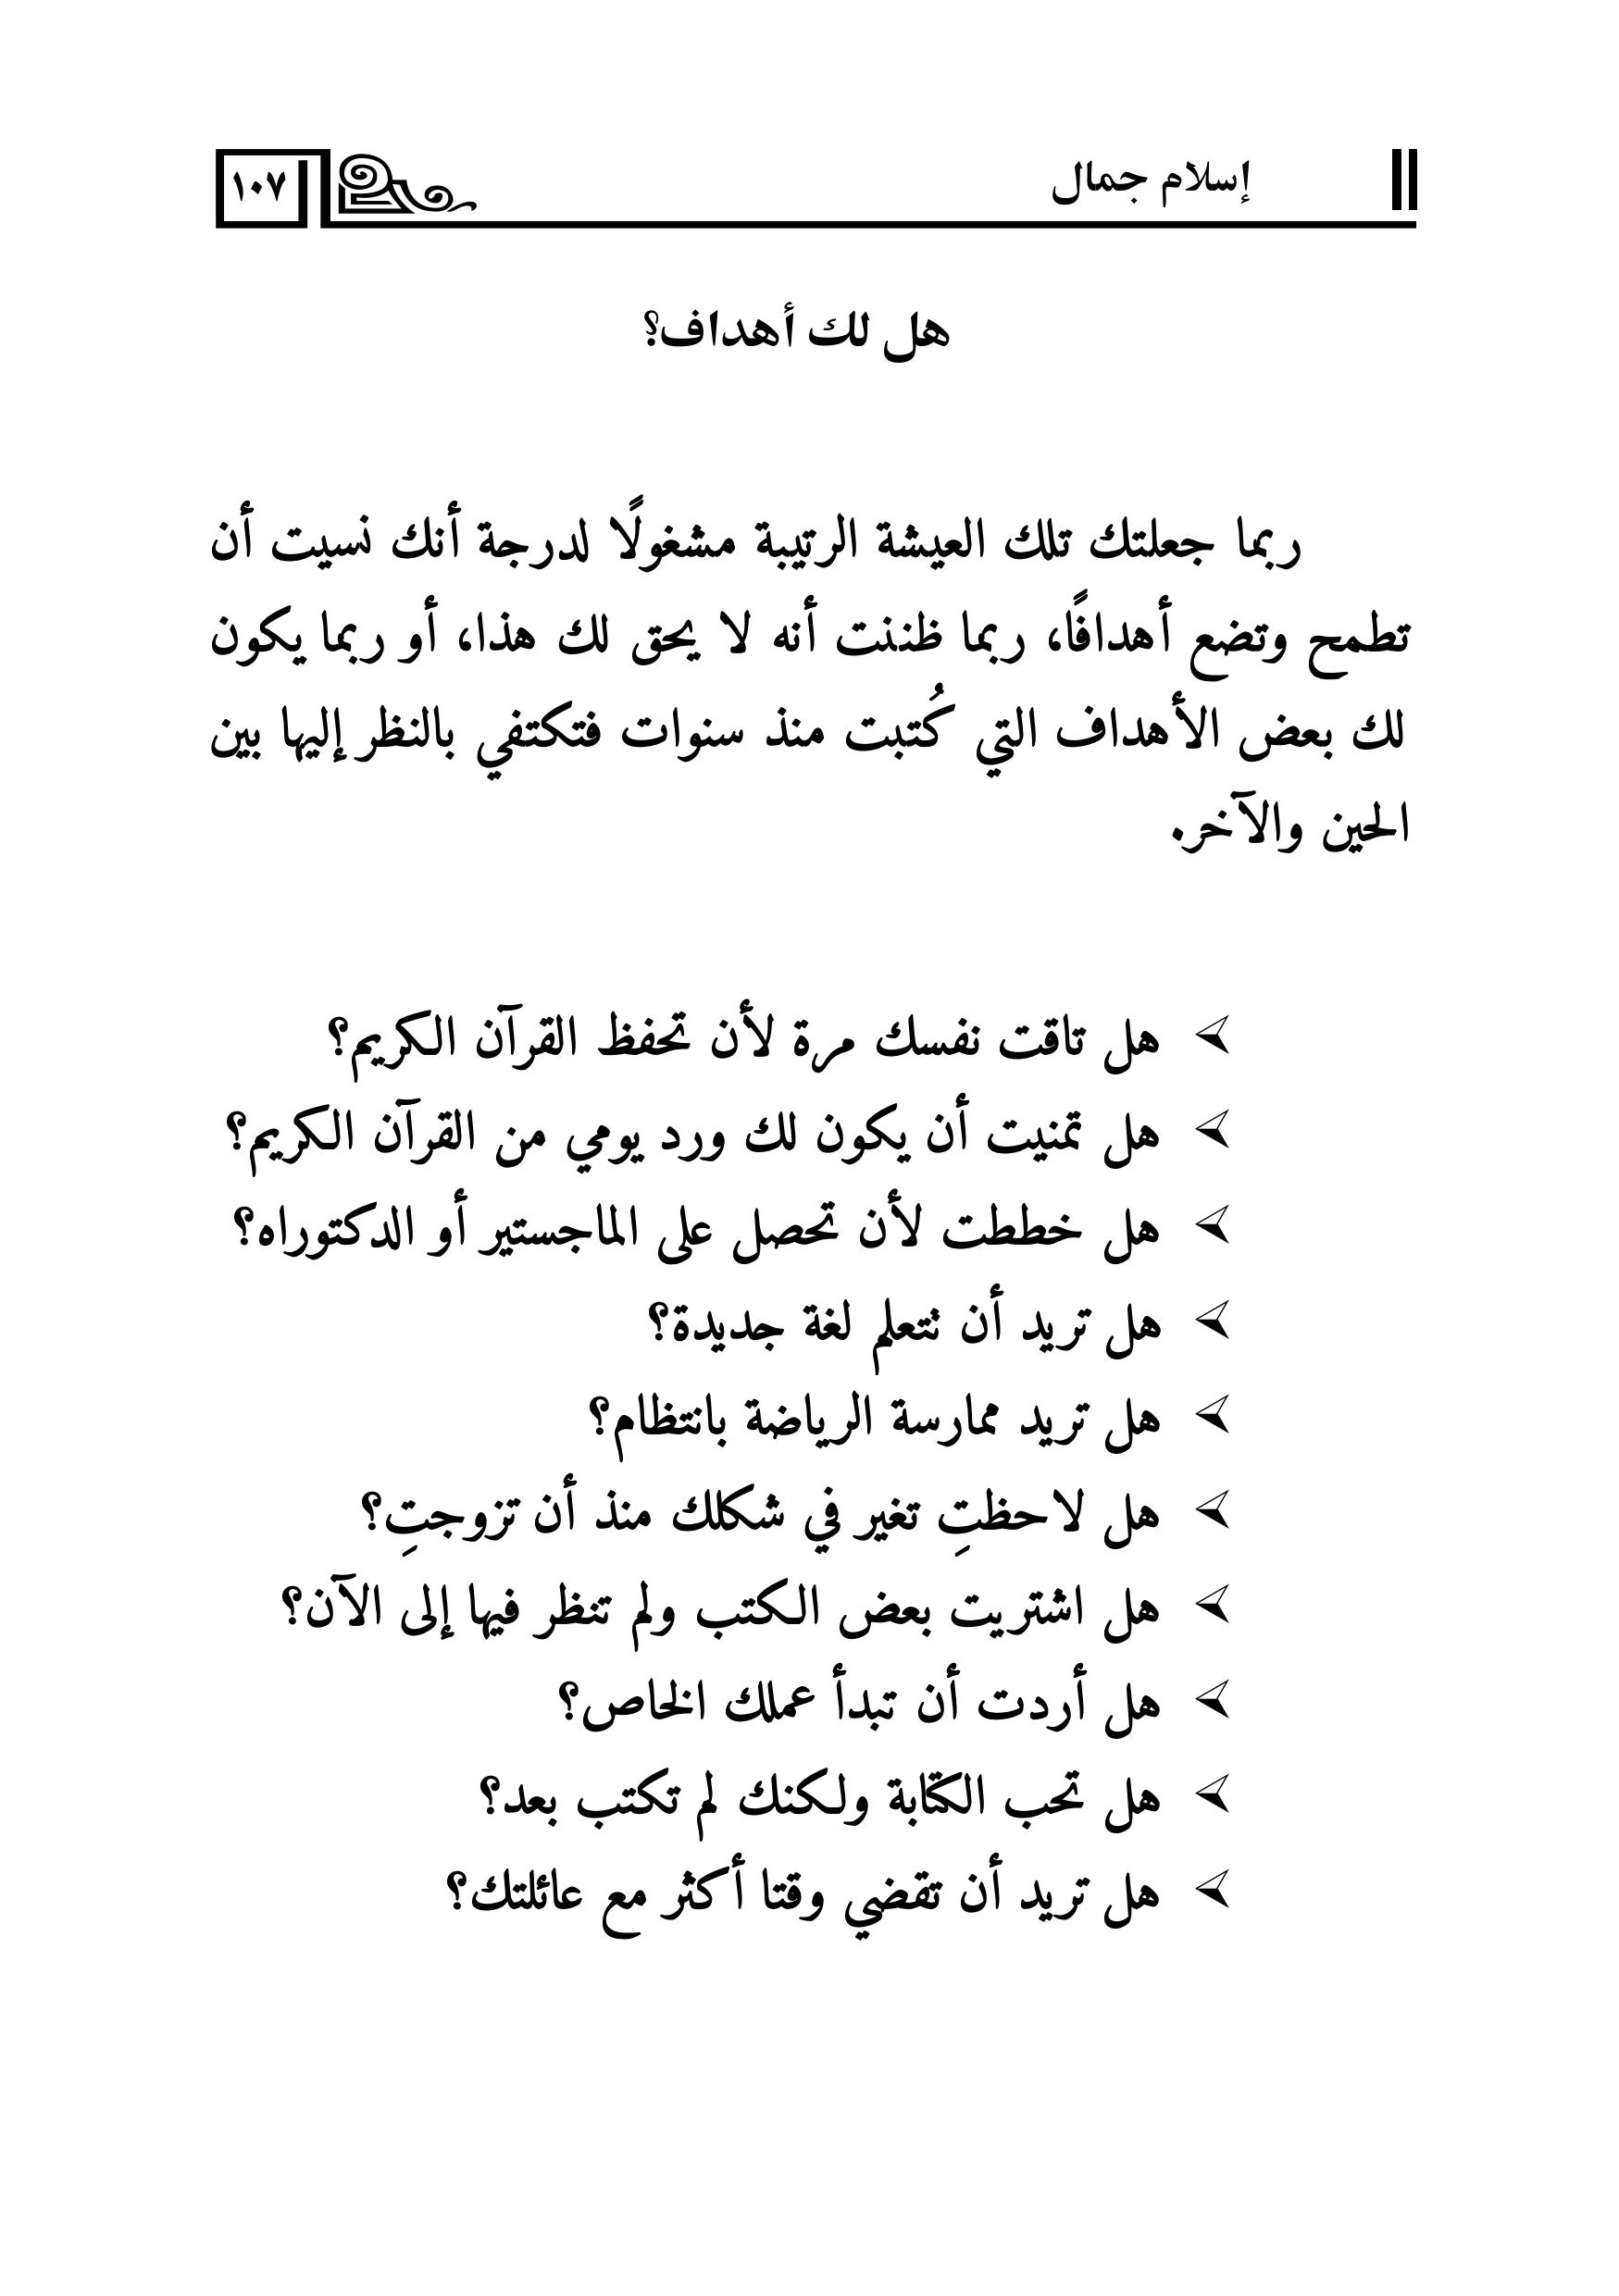 إسلام جمال
١٠٧
هل لك أهداف؟
ربما جعلتك تلك العيشة الرتيبة مشغولًا لدرجة أنك نسيت أن
تطمح وتضع أهدافًا، ربما ظننت أنه لا يحق لك هذا، أو ربما يكون
لك بعض الأهداف التي كُتبت منذ سنوات فتكتفي بالنظر إليها بين
الحين والآخر.
⮚ هل تاقت نفسك مرة لأن تحفظ القرآن الكريم؟
⮚ هل تمنيت أن يكون لك ورد يومي من القرآن الكريم؟
⮚ هل خططت لأن تحصل على الماجستير أو الدكتوراه؟
⮚ هل تريد أن تتعلم لغة جديدة؟
⮚ هل تريد ممارسة الرياضة بانتظام؟
⮚ هل لاحظتِ تغير في شكلك منذ أن تزوجتِ؟
⮚ هل اشتريت بعض الكتب ولم تنظر فيها إلى الآن؟
⮚ هل أردت أن تبدأ عملك الخاص؟
⮚ هل تحب الكتابة ولكنك لم تكتب بعد؟
⮚ هل تريد أن تقضي وقتا أكثر مع عائلتك؟